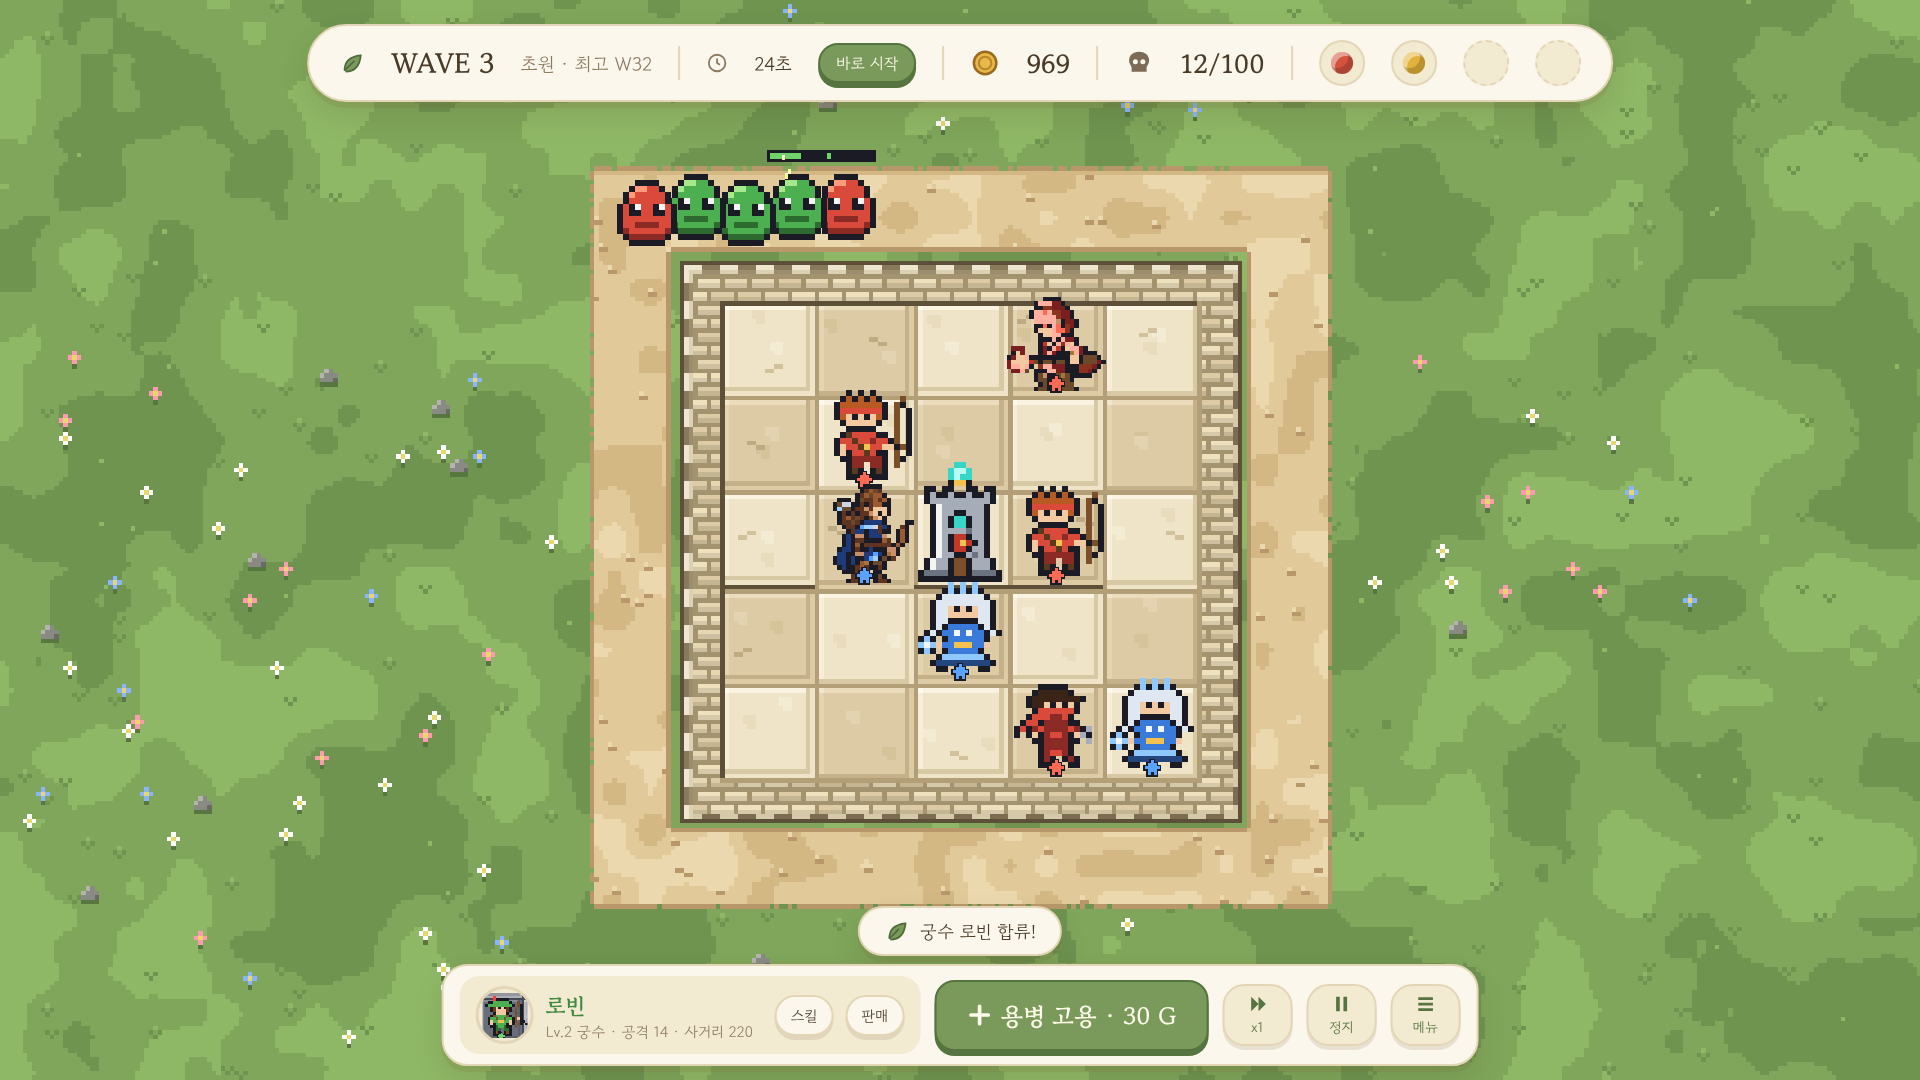 WAVE 3
초원 · 최고 W32
24초
바로 시작
969
12/100
궁수 로빈 합류!
로빈
Lv.2 궁수 · 공격 14 · 사거리 220
스킬
판매
+ 용병 고용 · 30 G
x1
정지
메뉴